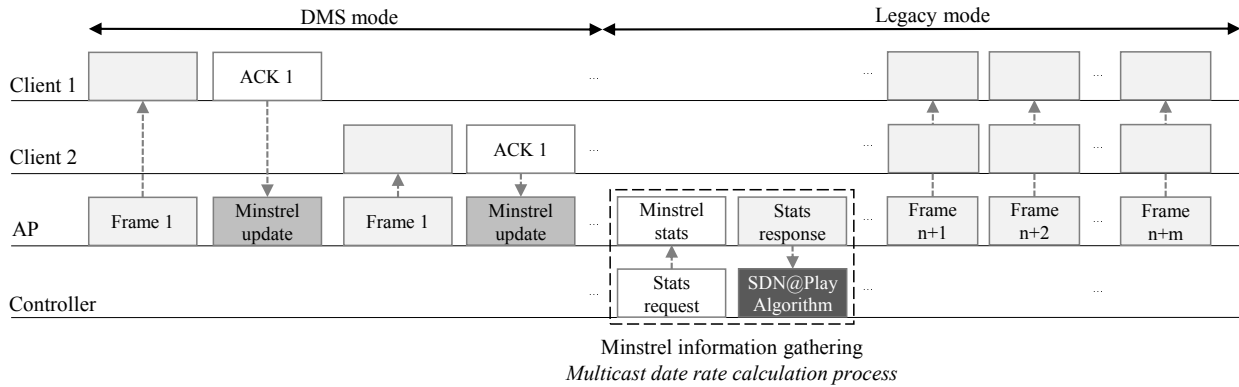 DMS mode
Legacy mode
Client 1
ACK 1
...
...
...
Client 2
ACK 1
...
...
...
AP
Frame 1
Minstrel
update
Frame 1
Minstrel
update
...
Minstrel
stats
Stats
response
...
Frame
n+1
Frame
n+2
...
Frame
n+m
Controller
...
Stats
request
SDN@Play
Algorithm
...
...
Minstrel information gathering
Multicast date rate calculation process